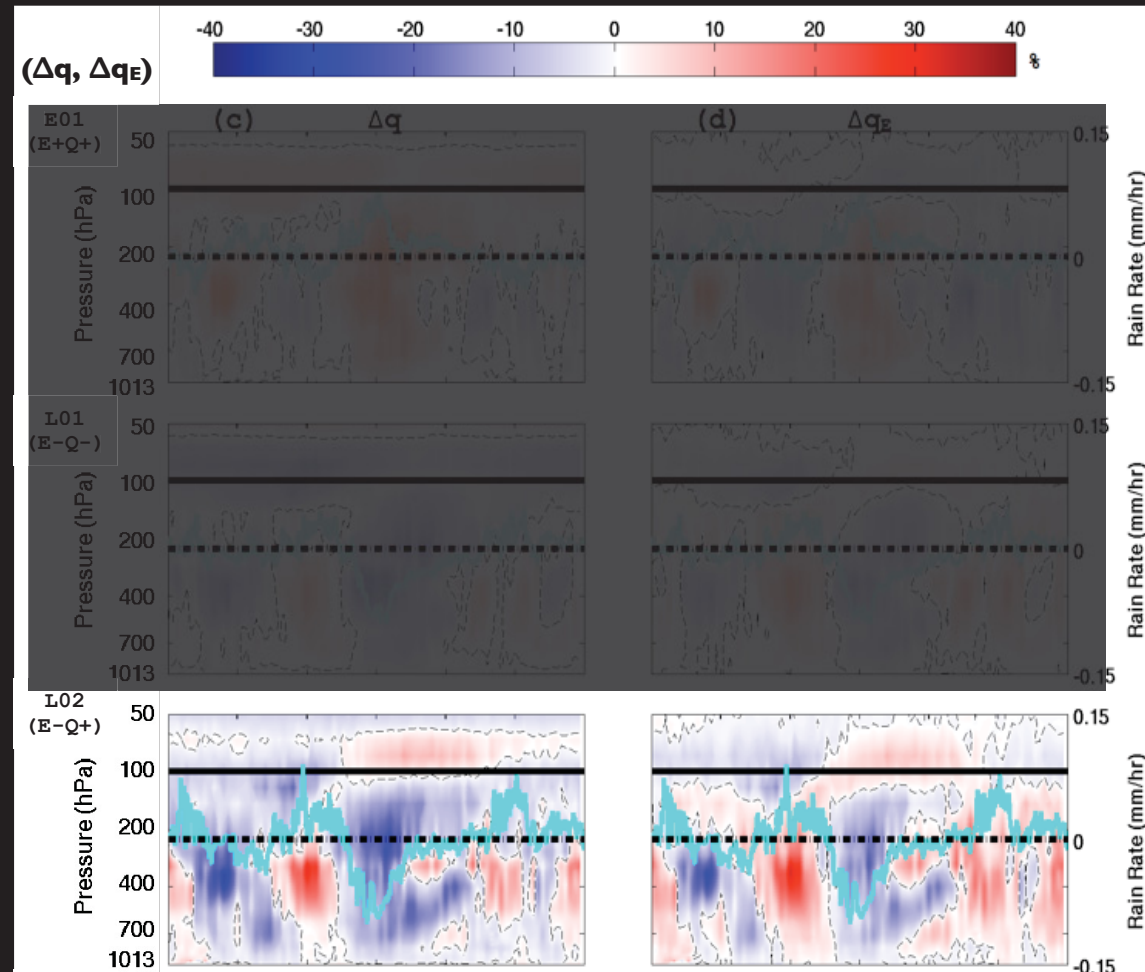 -40 -30 -20 -10 0 10 20 30 40
%
(Δq, Δqᴇ)
E01
(E+Q+)
(c) Δq
(d) Δqᴇ
50
100
200
400
700
1013
Pressure (hPa)
0.15
0
-0.15
Rain Rate (mm/hr)
L01
(E-Q-)
50
100
200
400
700
1013
Pressure (hPa)
0.15
0
-0.15
Rain Rate (mm/hr)
L02
(E-Q+)
50
100
200
400
700
1013
Pressure (hPa)
0.15
0
-0.15
Rain Rate (mm/hr)